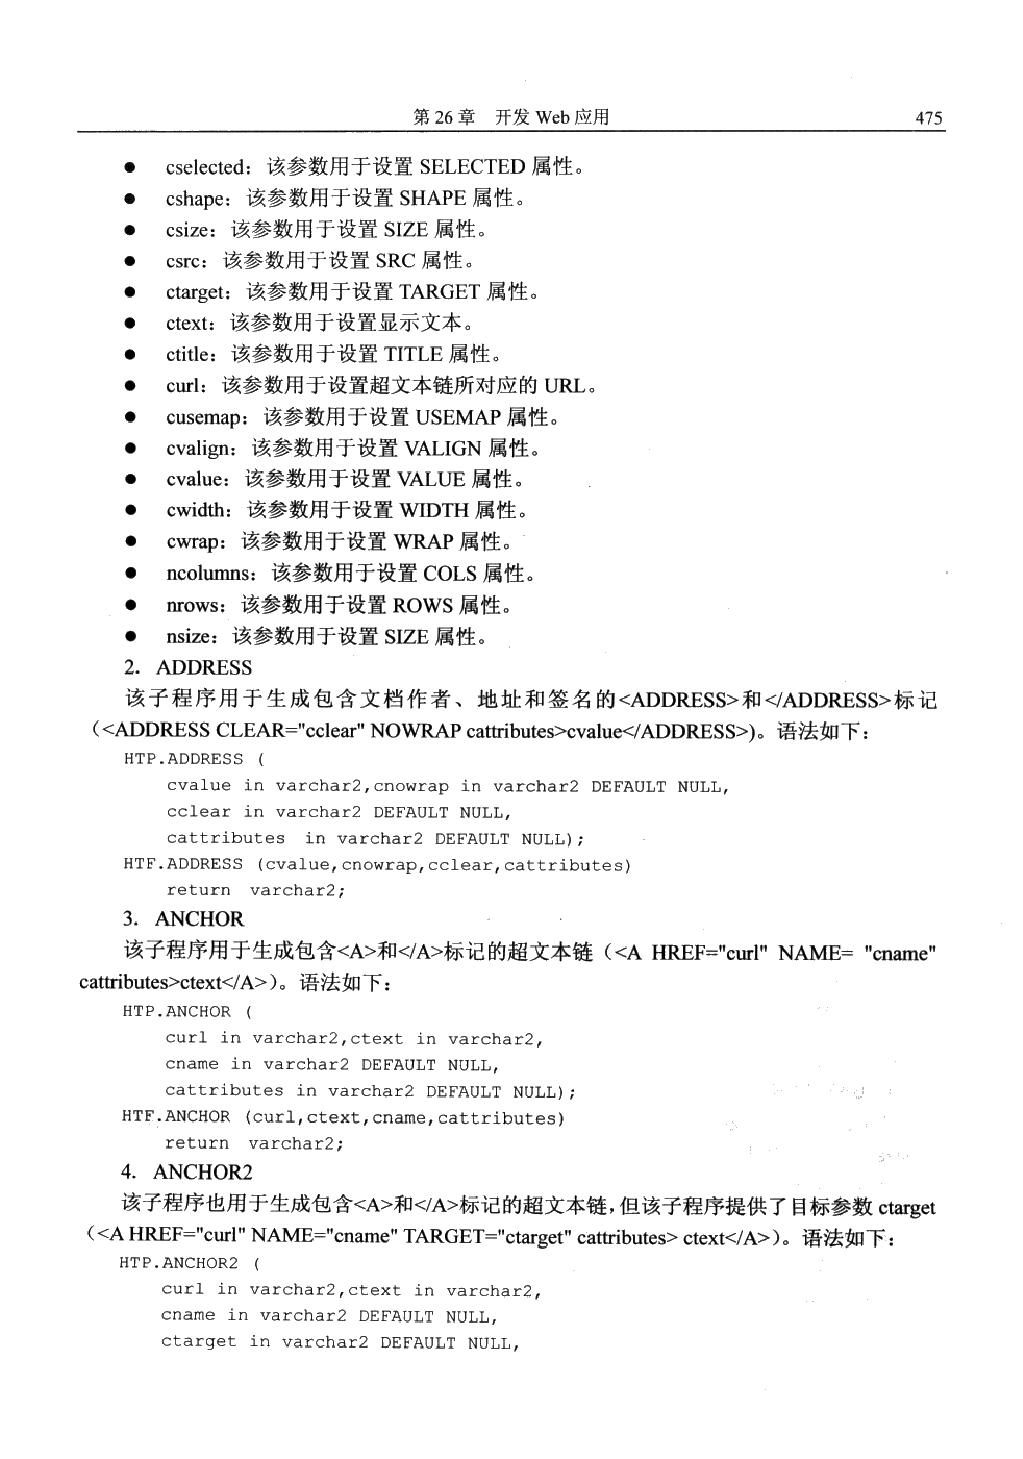 第 26 章 开发 Web 应用 475
● cselected：该参数用于设置 SELECTED 属性。
● cshape：该参数用于设置 SHAPE 属性。
● csize：该参数用于设置 SIZE 属性。
● csrc：该参数用于设置 SRC 属性。
● ctarget：该参数用于设置 TARGET 属性。
● ctext：该参数用于设置显示文本。
● ctitle：该参数用于设置 TITLE 属性。
● curl：该参数用于设置超文本链所对应的 URL。
● cusemap：该参数用于设置 USEMAP 属性。
● cvalign：该参数用于设置 VALIGN 属性。
● cvalue：该参数用于设置 VALUE 属性。
● cwidth：该参数用于设置 WIDTH 属性。
● cwrap：该参数用于设置 WRAP 属性。
● ncolumns：该参数用于设置 COLS 属性。
● nrows：该参数用于设置 ROWS 属性。
● nsize：该参数用于设置 SIZE 属性。
2. ADDRESS
该子程序用于生成包含文档作者、地址和签名的<ADDRESS>和</ADDRESS>标记
（<ADDRESS CLEAR="cclear" NOWRAP cattributes>cvalue</ADDRESS>)。语法如下：
HTP.ADDRESS (
cvalue in varchar2,cnowrap in varchar2 DEFAULT NULL,
cclear in varchar2 DEFAULT NULL,
cattributes in varchar2 DEFAULT NULL);
HTF.ADDRESS (cvalue,cnowrap,cclear,cattributes)
return varchar2;
3. ANCHOR
该子程序用于生成包含<A>和</A>标记的超文本链（<A HREF="curl" NAME= "cname"
cattributes>ctext</A>）。语法如下：
HTP.ANCHOR (
curl in varchar2,ctext in varchar2,
cname in varchar2 DEFAULT NULL,
cattributes in varchar2 DEFAULT NULL);
HTF.ANCHOR (curl,ctext,cname,cattributes)
return varchar2;
4. ANCHOR2
该子程序也用于生成包含<A>和</A>标记的超文本链，但该子程序提供了目标参数 ctarget
（<A HREF="curl" NAME="cname" TARGET="ctarget" cattributes> ctext</A>）。语法如下：
HTP.ANCHOR2 (
curl in varchar2,ctext in varchar2,
cname in varchar2 DEFAULT NULL,
ctarget in varchar2 DEFAULT NULL,